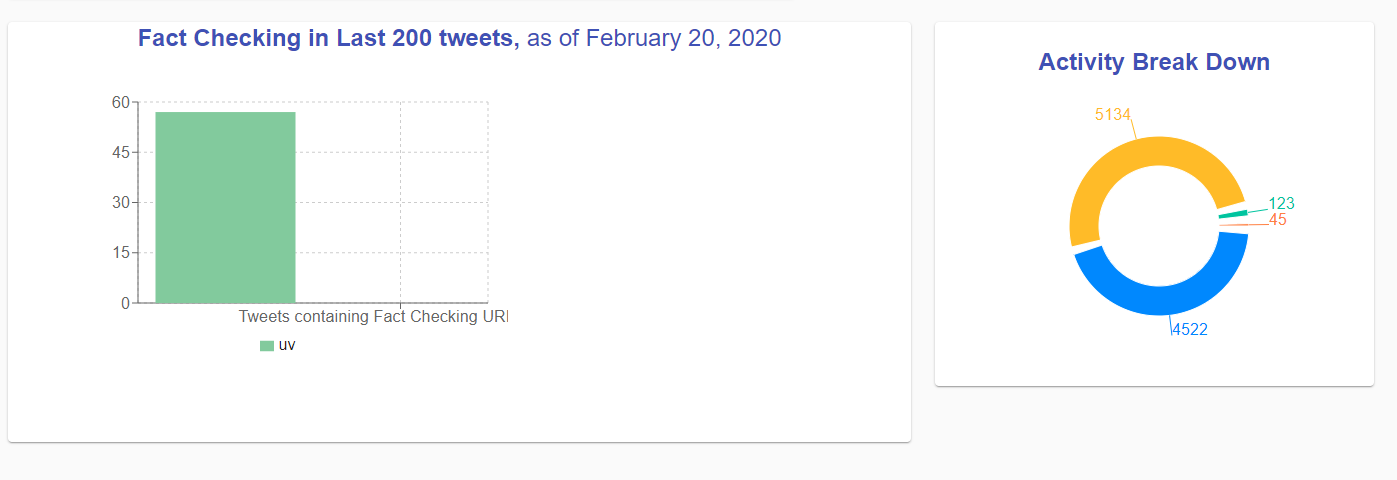 Fact Checking in Last 200 tweets, as of February 20, 2020
60
45
30
15
0
Tweets containing Fact Checking
uv
Activity Break Down
5134
123
45
4522